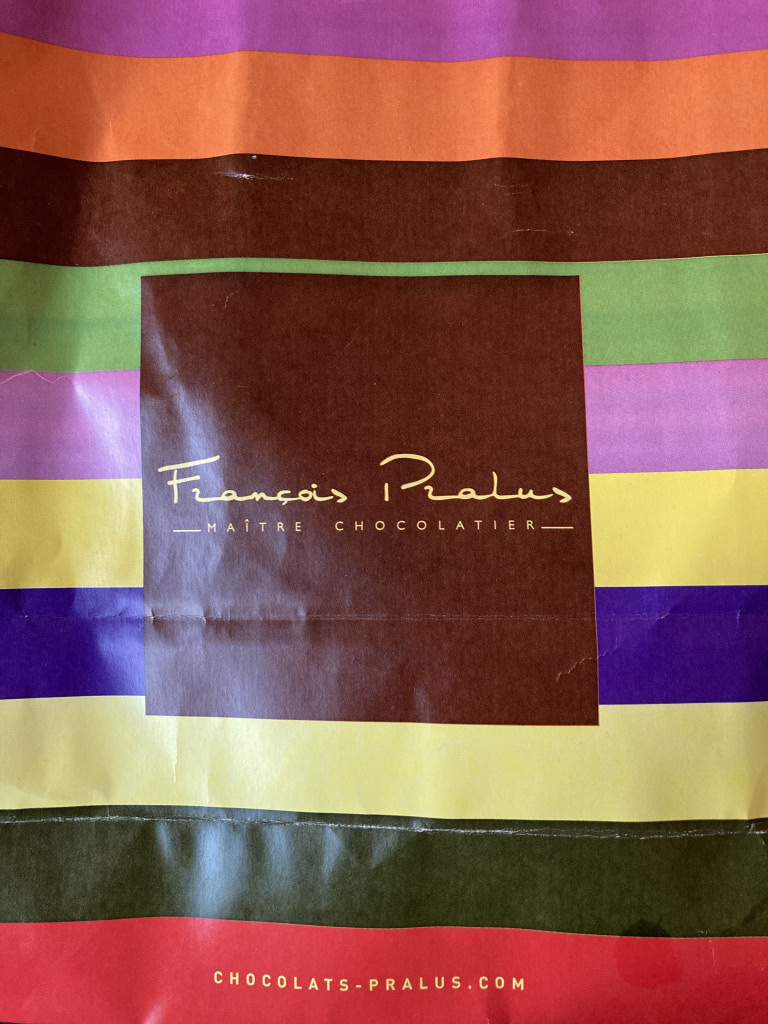 François Pralus
MAÎTRE CHOCOLATIER
CHOCOLATS-PRALUS.COM